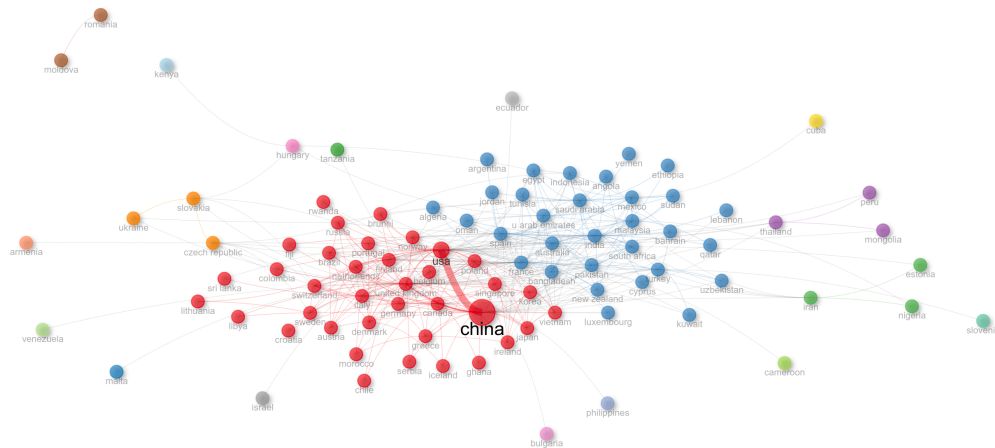 romania
moldova
kenya
ecuador
cuba
hungary
tanzania
yemen
argentina
egypt
indonesia
angola
ethiopia
peru
slovakia
rwanda
algeria
jordan
tunisia
saudi arabia
mexico
sudan
lebanon
thailand
mongolia
ukraine
russia
brunei
oman
u arab emirates
malaysia
bahrain
armenia
czech republic
fiji
brazil
portugal
norway
usa
spain
australia
india
south africa
qatar
estonia
sri lanka
colombia
netherlands
finland
belgium
poland
france
bangladesh
pakistan
turkey
cyprus
uzbekistan
lithuania
switzerland
italy
united kingdom
singapore
korea
new zealand
iran
nigeria
libya
sweden
germany
canada
china
vietnam
luxembourg
kuwait
slovenia
venezuela
croatia
austria
denmark
greece
japan
ireland
malta
morocco
chile
serbia
iceland
ghana
cameroon
israel
philippines
bulgaria